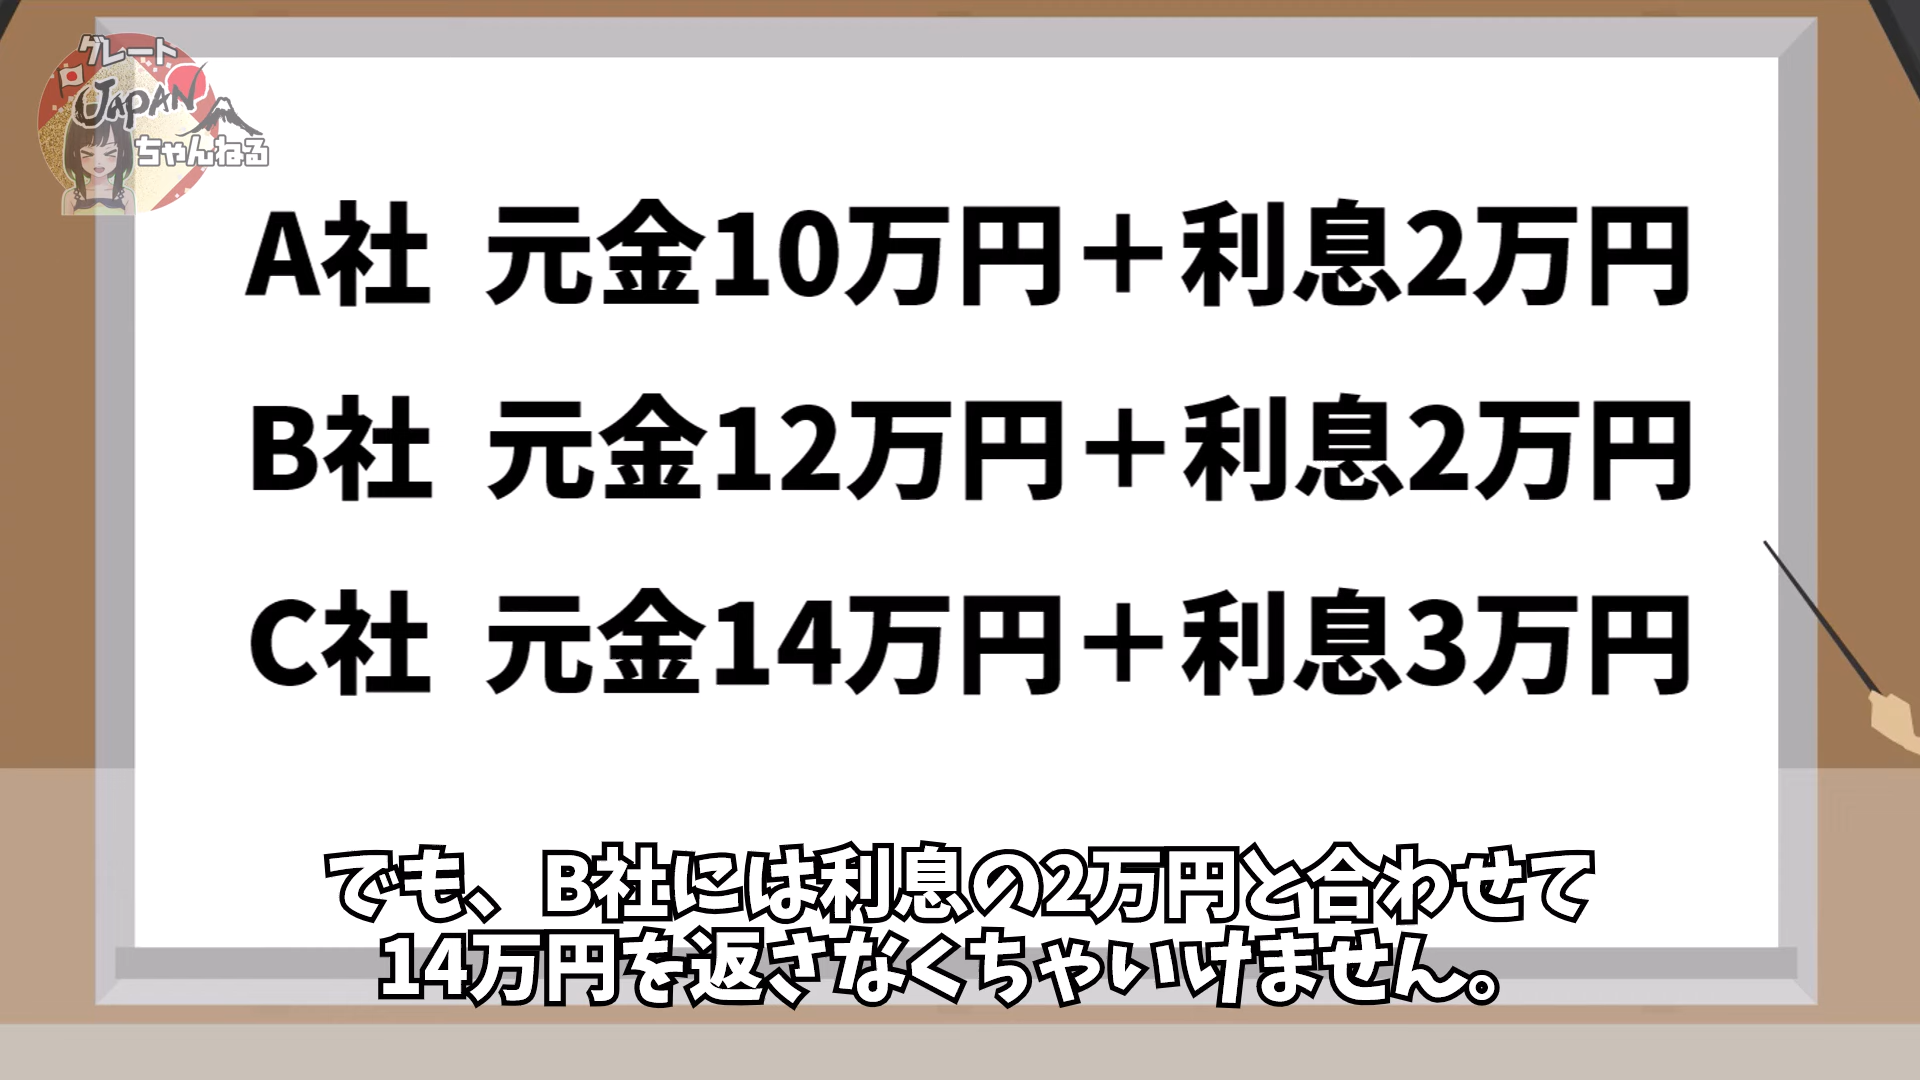 グレート
JAPAN
ちゃんねる
A社 元金10万円＋利息2万円
B社 元金12万円＋利息2万円
C社 元金14万円＋利息3万円
でも、B社には利息の2万円と合わせて
14万円を返さなくちゃいけません。